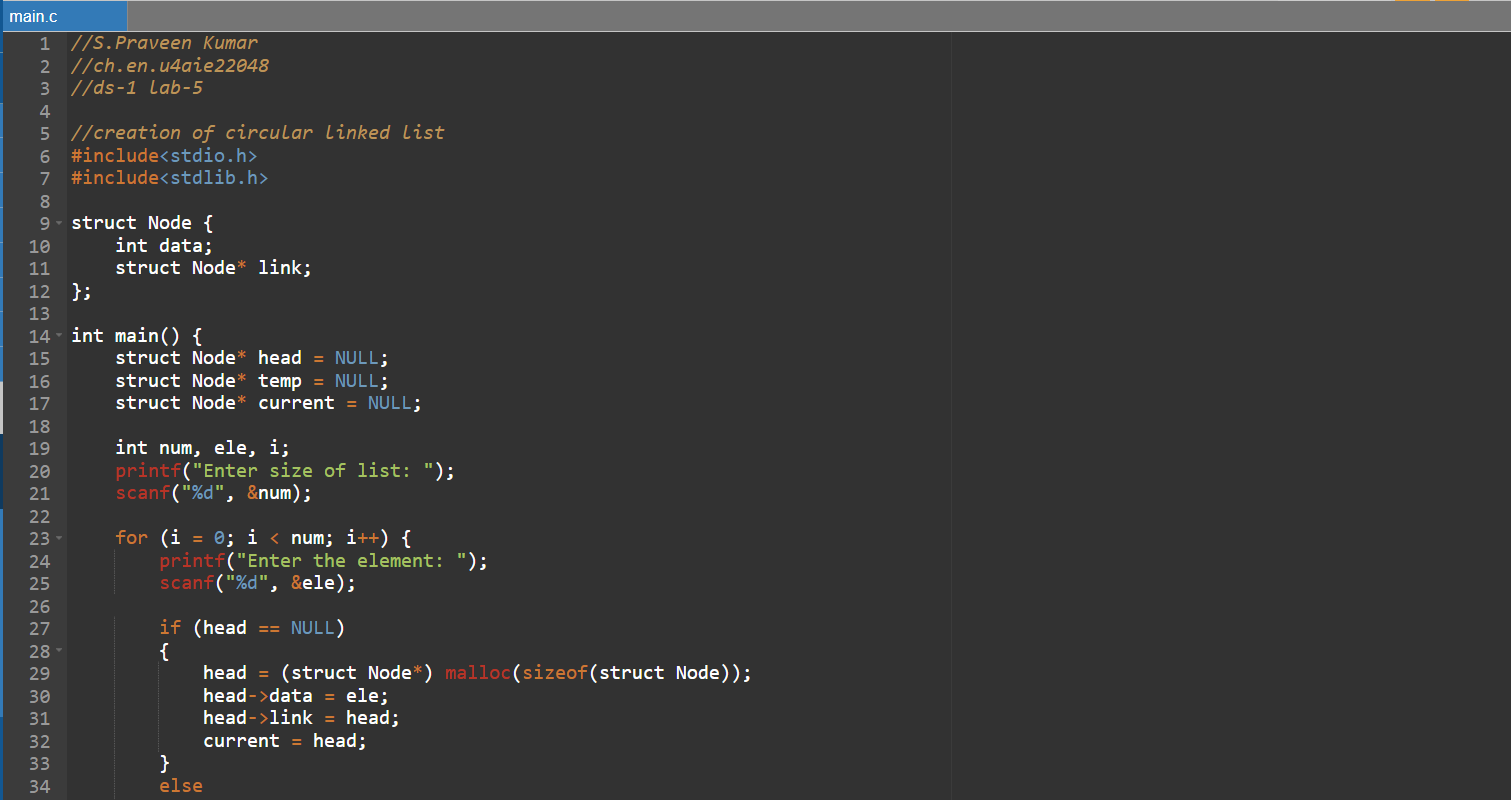 main.c
1 //S.Praveen Kumar
2 //ch.en.u4aie22048
3 //ds-1 lab-5
4
5 //creation of circular linked list
6 #include<stdio.h>
7 #include<stdlib.h>
8
9 struct Node {
10     int data;
11     struct Node* link;
12 };
13
14 int main() {
15     struct Node* head = NULL;
16     struct Node* temp = NULL;
17     struct Node* current = NULL;
18
19     int num, ele, i;
20     printf("Enter size of list: ");
21     scanf("%d", &num);
22
23     for (i = 0; i < num; i++) {
24         printf("Enter the element: ");
25         scanf("%d", &ele);
26
27         if (head == NULL)
28         {
29             head = (struct Node*) malloc(sizeof(struct Node));
30             head->data = ele;
31             head->link = head;
32             current = head;
33         }
34         else